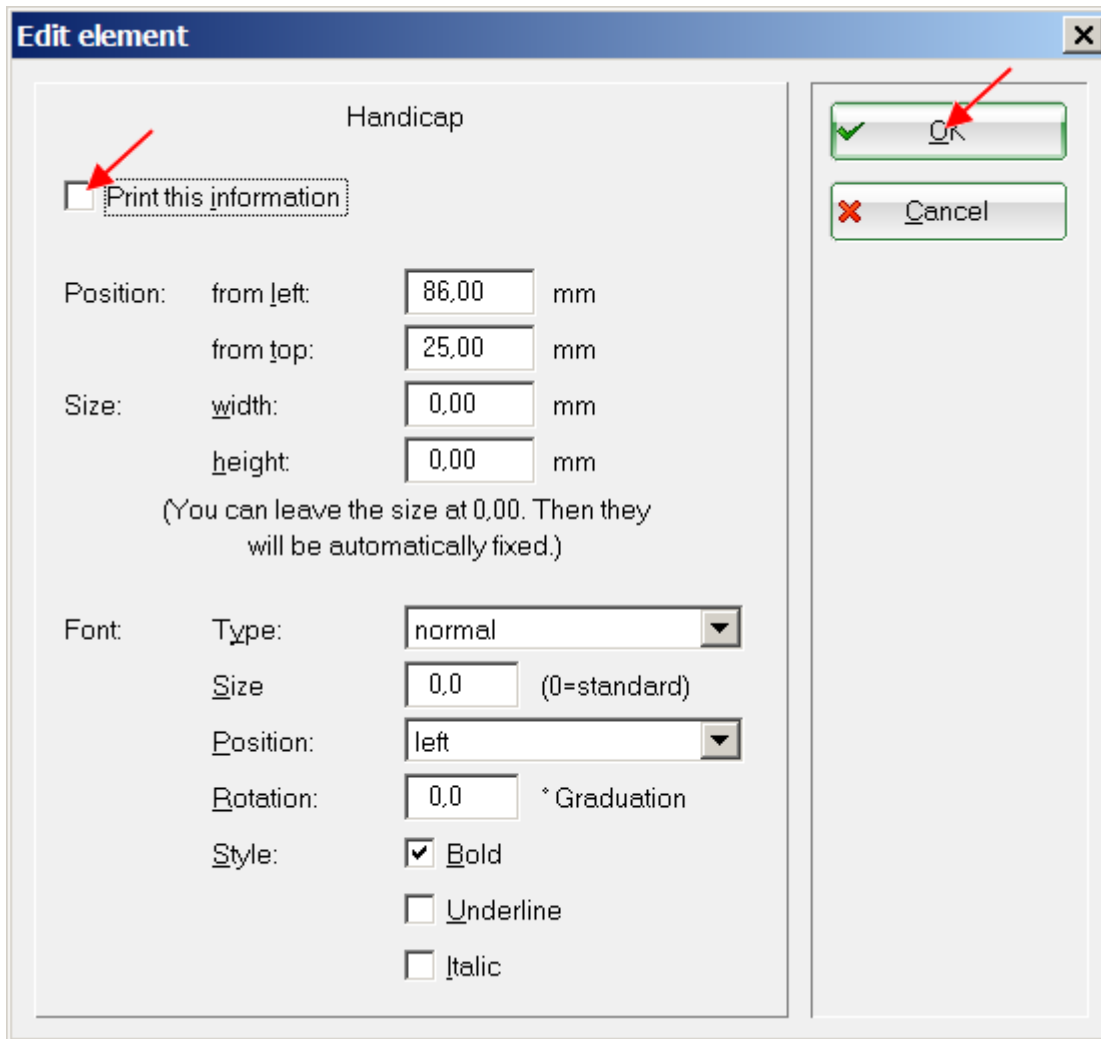 Edit element
Handicap
OK
Print this information
Cancel
Position: from left: 86,00 mm
from top: 25,00 mm
Size: width: 0,00 mm
height: 0,00 mm
(You can leave the size at 0,00. Then they
will be automatically fixed.)
Font: Type: normal
Size 0,0 (0=standard)
Position: left
Rotation: 0,0 ° Graduation
Style: Bold
Underline
Italic